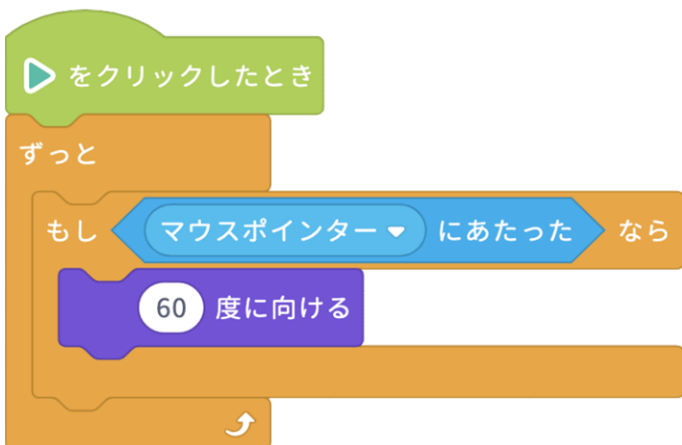 をクリックしたとき
ずっと
もし マウスポインター にあたった なら
60 度に向ける